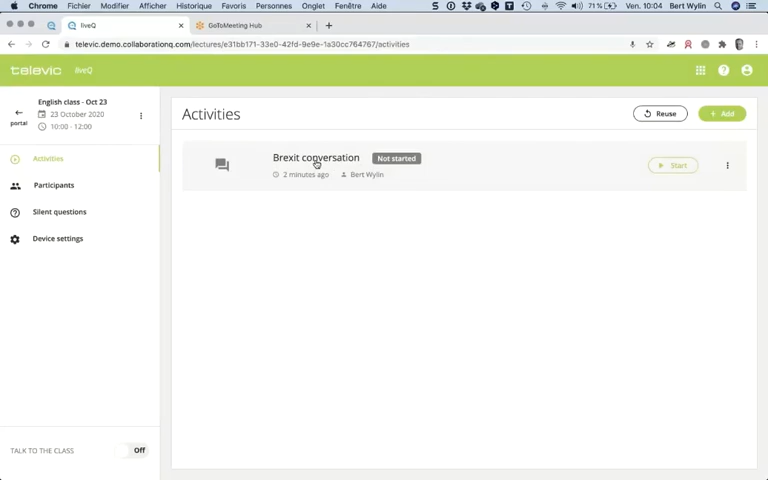 Chrome Fichier Modifier Afficher Historique Favoris Personnes Onglet Fenêtre Aide 71% Ven. 10:04 Bert Wylin
liveQ GoToMeeting Hub
televic.demo.collaborationq.com/lectures/e31bb171-33e0-42fd-9e9e-1a30cc764767/activities
televic liveQ
English class - Oct 23
23 October 2020
10:00 - 12:00
portal
Activities
Participants
Silent questions
Device settings
TALK TO THE CLASS Off
Activities Reuse + Add
Brexit conversation Not started
2 minutes ago Bert Wylin
Start